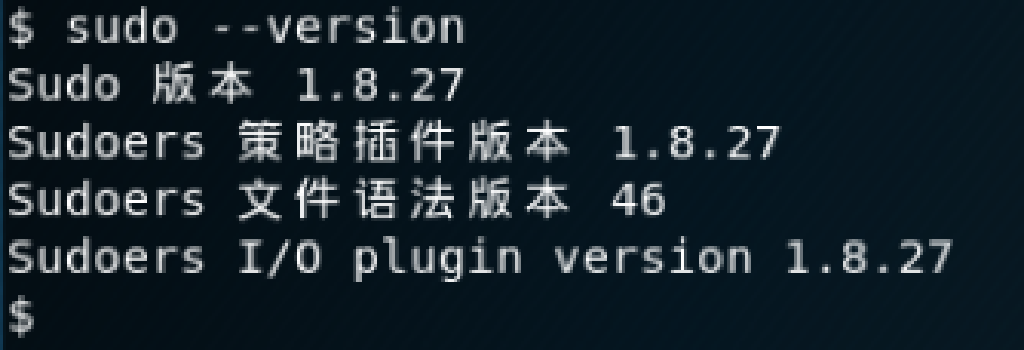 $ sudo --version
Sudo 版本 1.8.27
Sudoers 策略插件版本 1.8.27
Sudoers 文件语法版本 46
Sudoers I/O plugin version 1.8.27
$